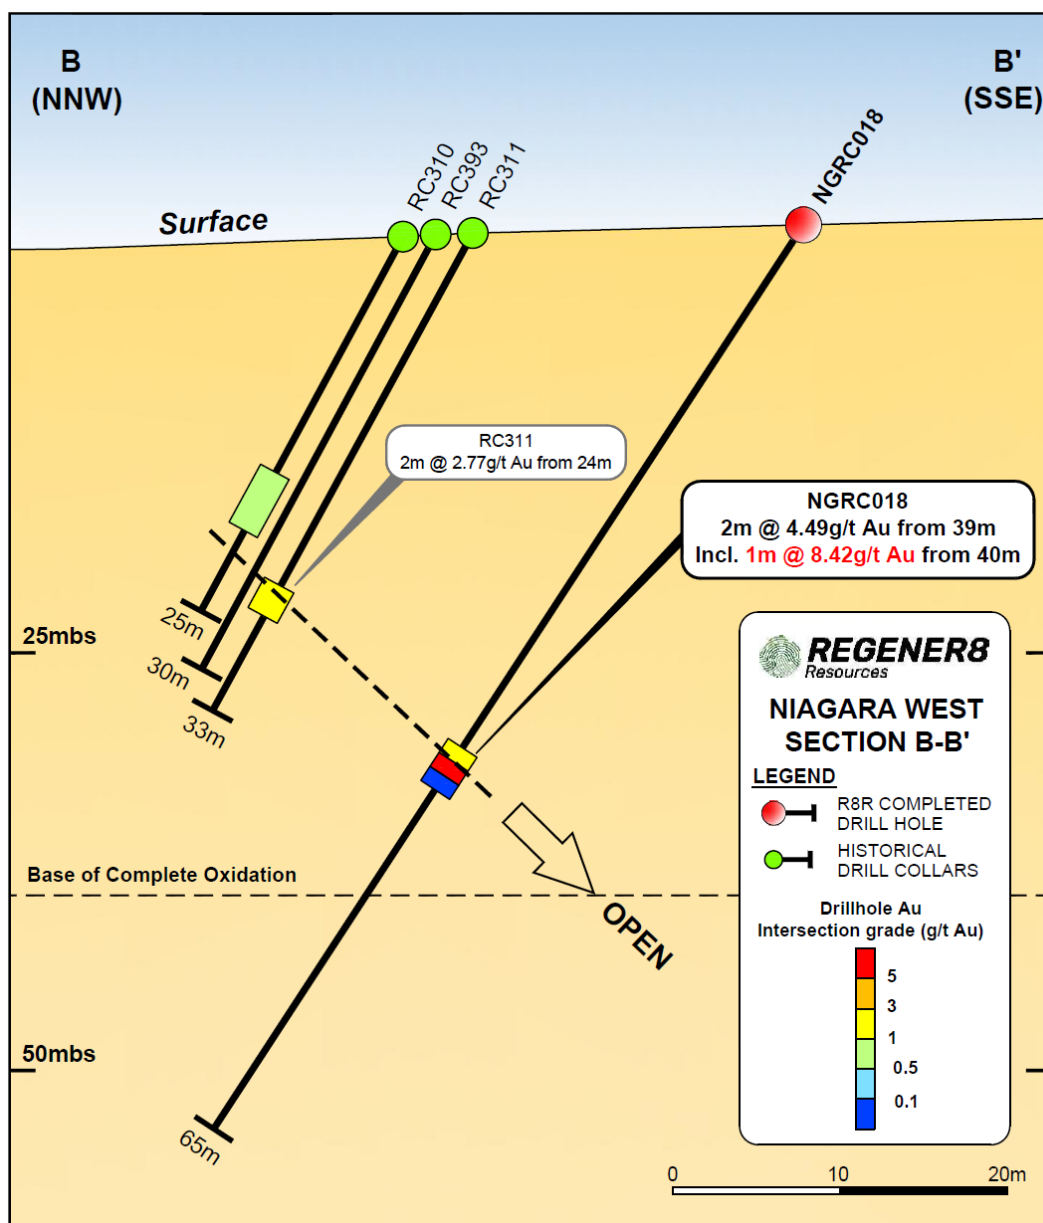 B
(NNW)
B'
(SSE)
RC310
RC393
RC311
NGRC018
Surface
RC311
2m @ 2.77g/t Au from 24m
NGRC018
2m @ 4.49g/t Au from 39m
Incl. 1m @ 8.42g/t Au from 40m
25m
30m
33m
25mbs
REGENER8
Resources
NIAGARA WEST
SECTION B-B'
LEGEND
R8R COMPLETED
DRILL HOLE
HISTORICAL
DRILL COLLARS
Drillhole Au
Intersection grade (g/t Au)
5
3
1
0.5
0.1
Base of Complete Oxidation
OPEN
50mbs
65m
0
10
20m